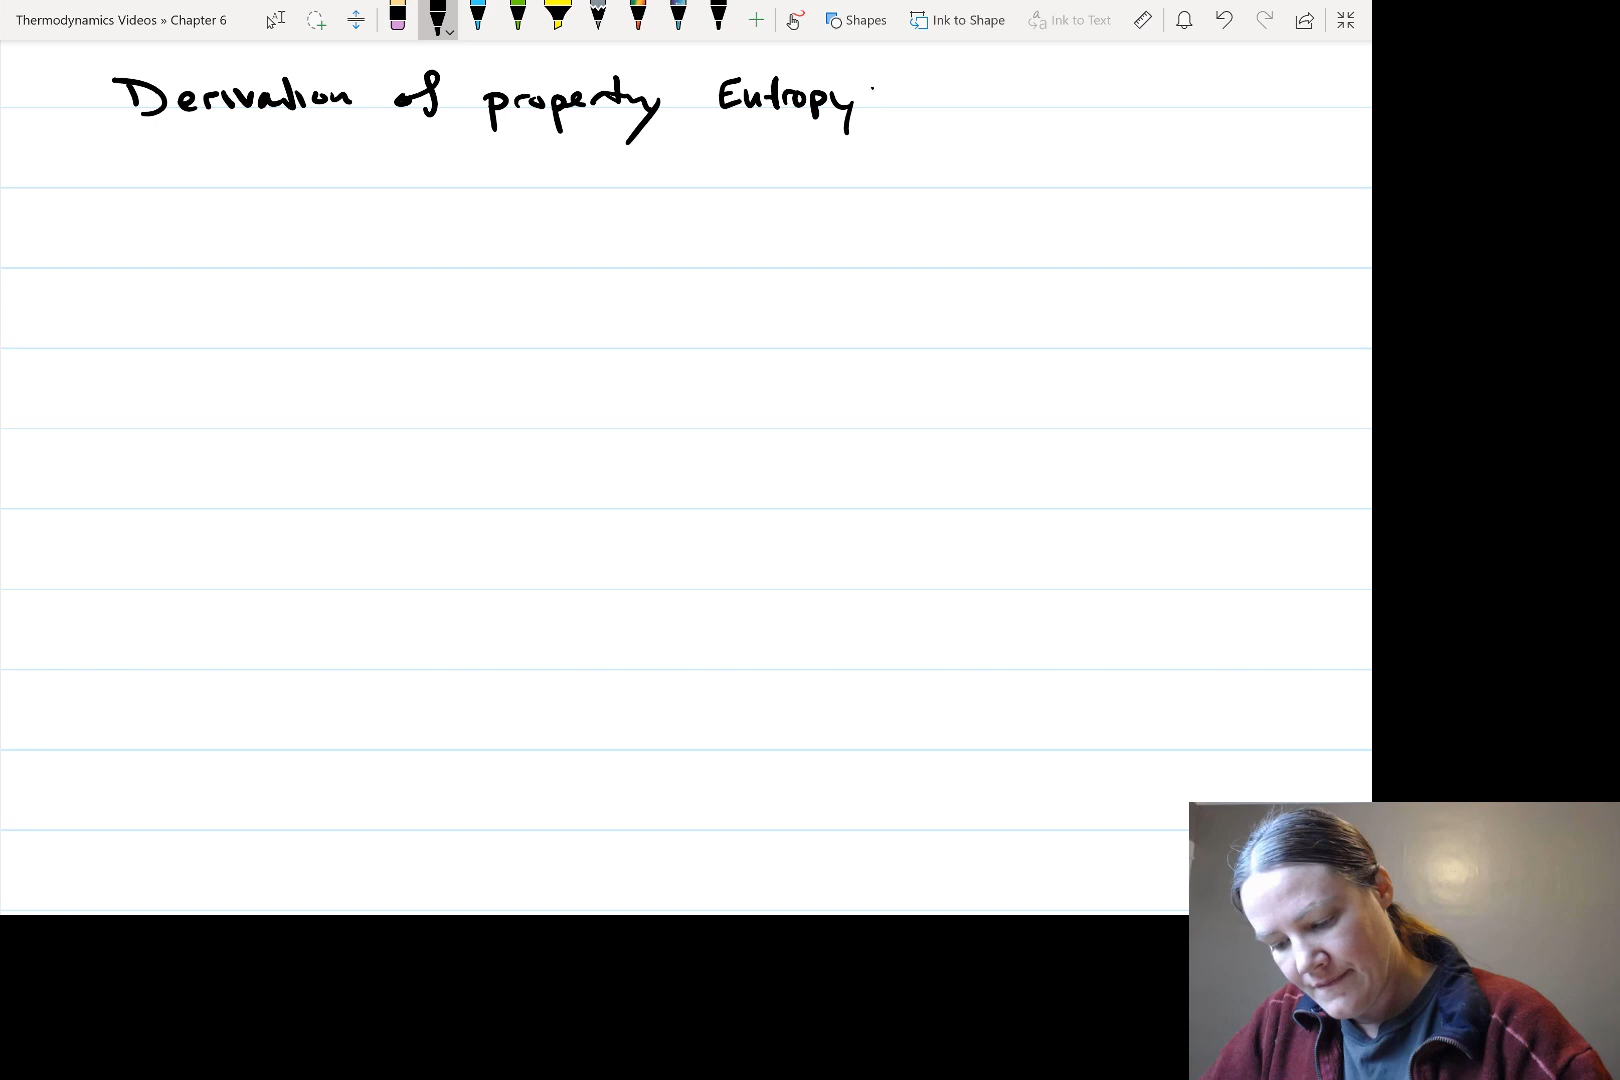 Thermodynamics Videos » Chapter 6 Shapes Ink to Shape Ink to Text
Derivation of property Entropy